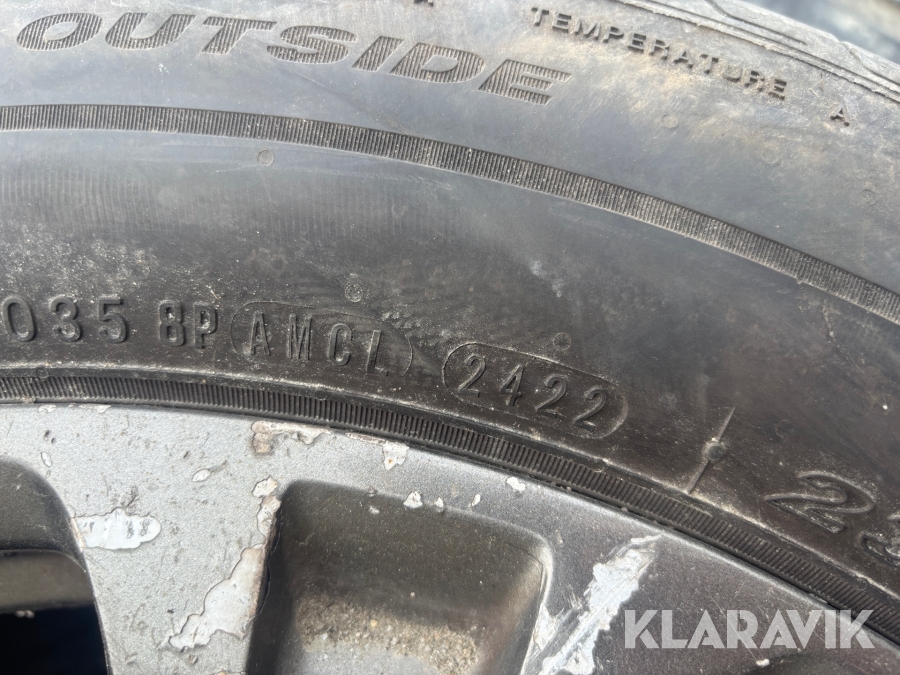 OUTSIDE
TEMPERATURE A
035 8P AMCL 2422
KLARAVIK